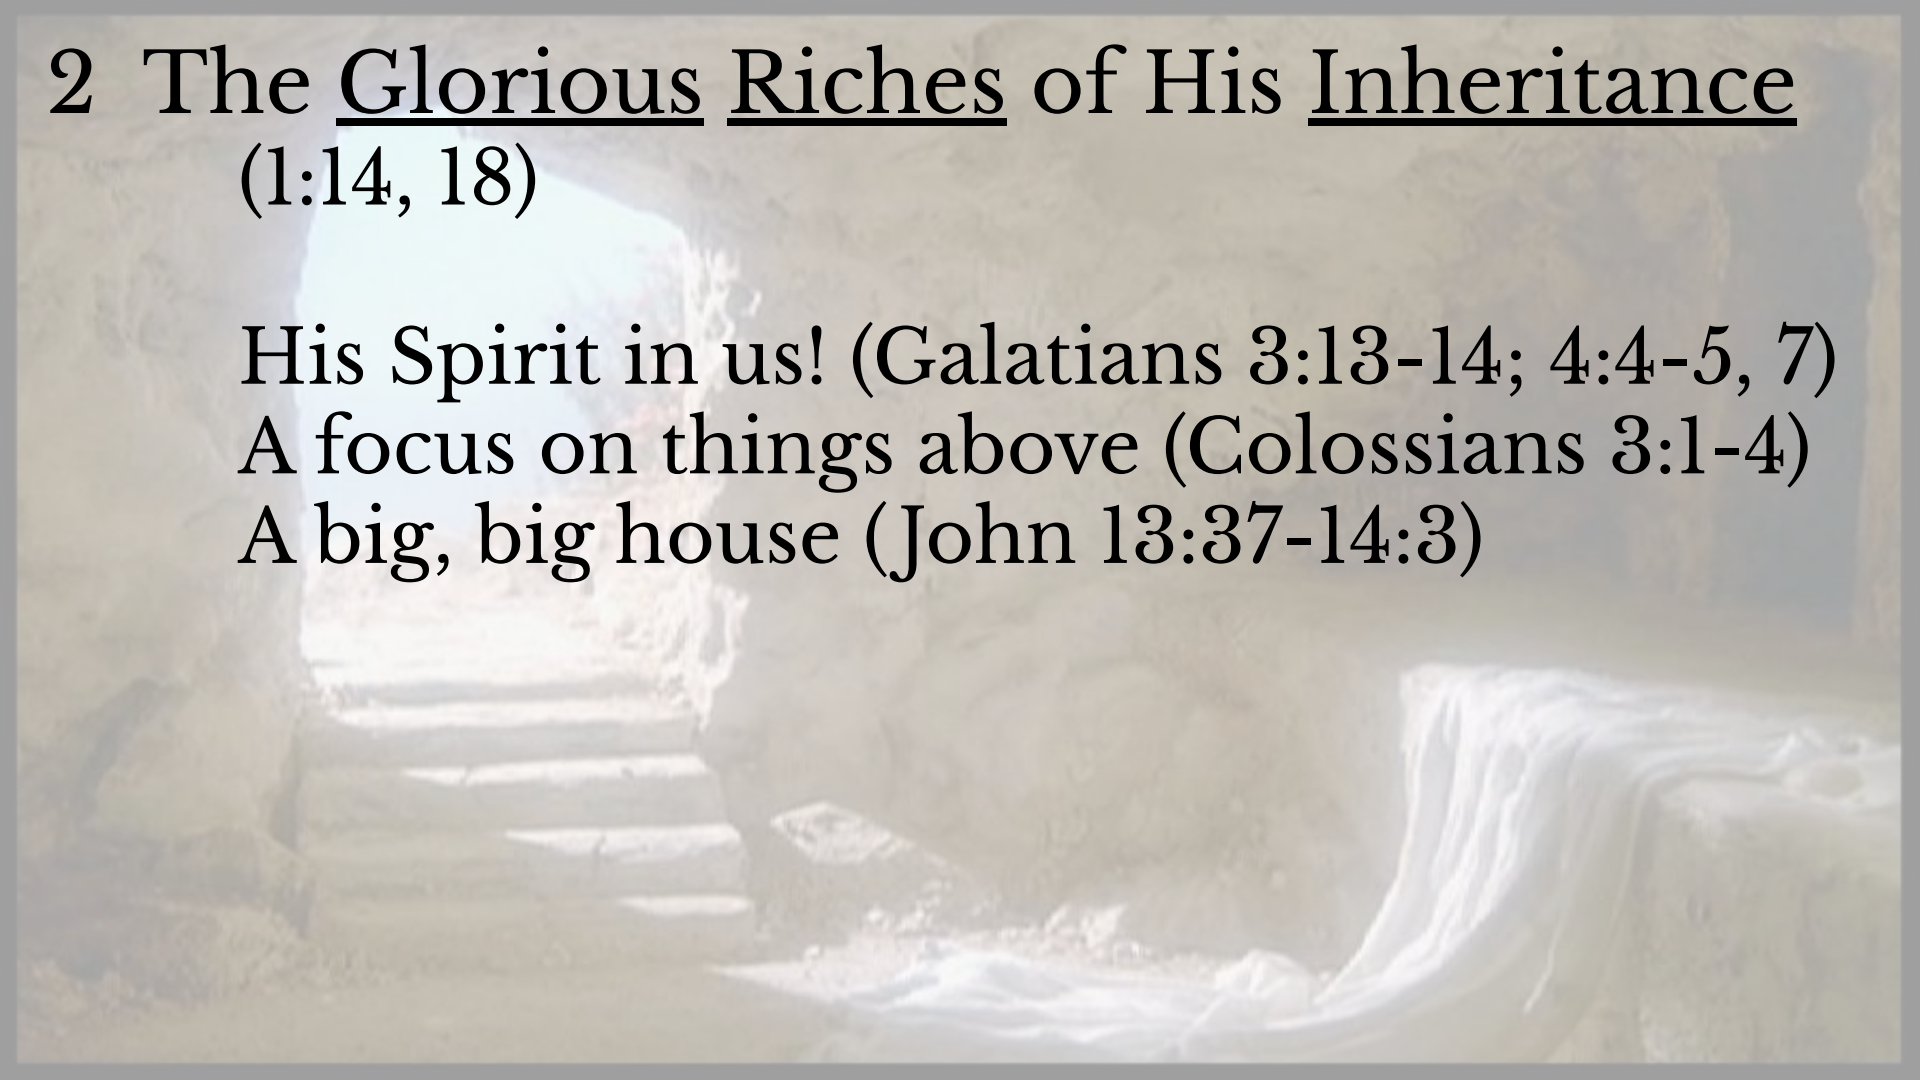 2 The Glorious Riches of His Inheritance
(1:14, 18)
His Spirit in us! (Galatians 3:13-14; 4:4-5, 7)
A focus on things above (Colossians 3:1-4)
A big, big house (John 13:37-14:3)